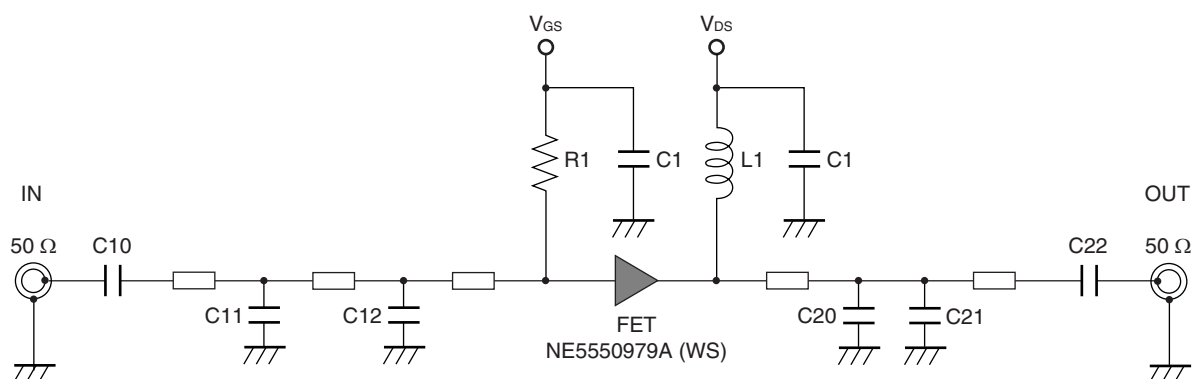 VGS
VDS
R1
C1
L1
C1
IN
OUT
50 Ω
C10
C22
50 Ω
C11
C12
C20
C21
FET
NE5550979A (WS)